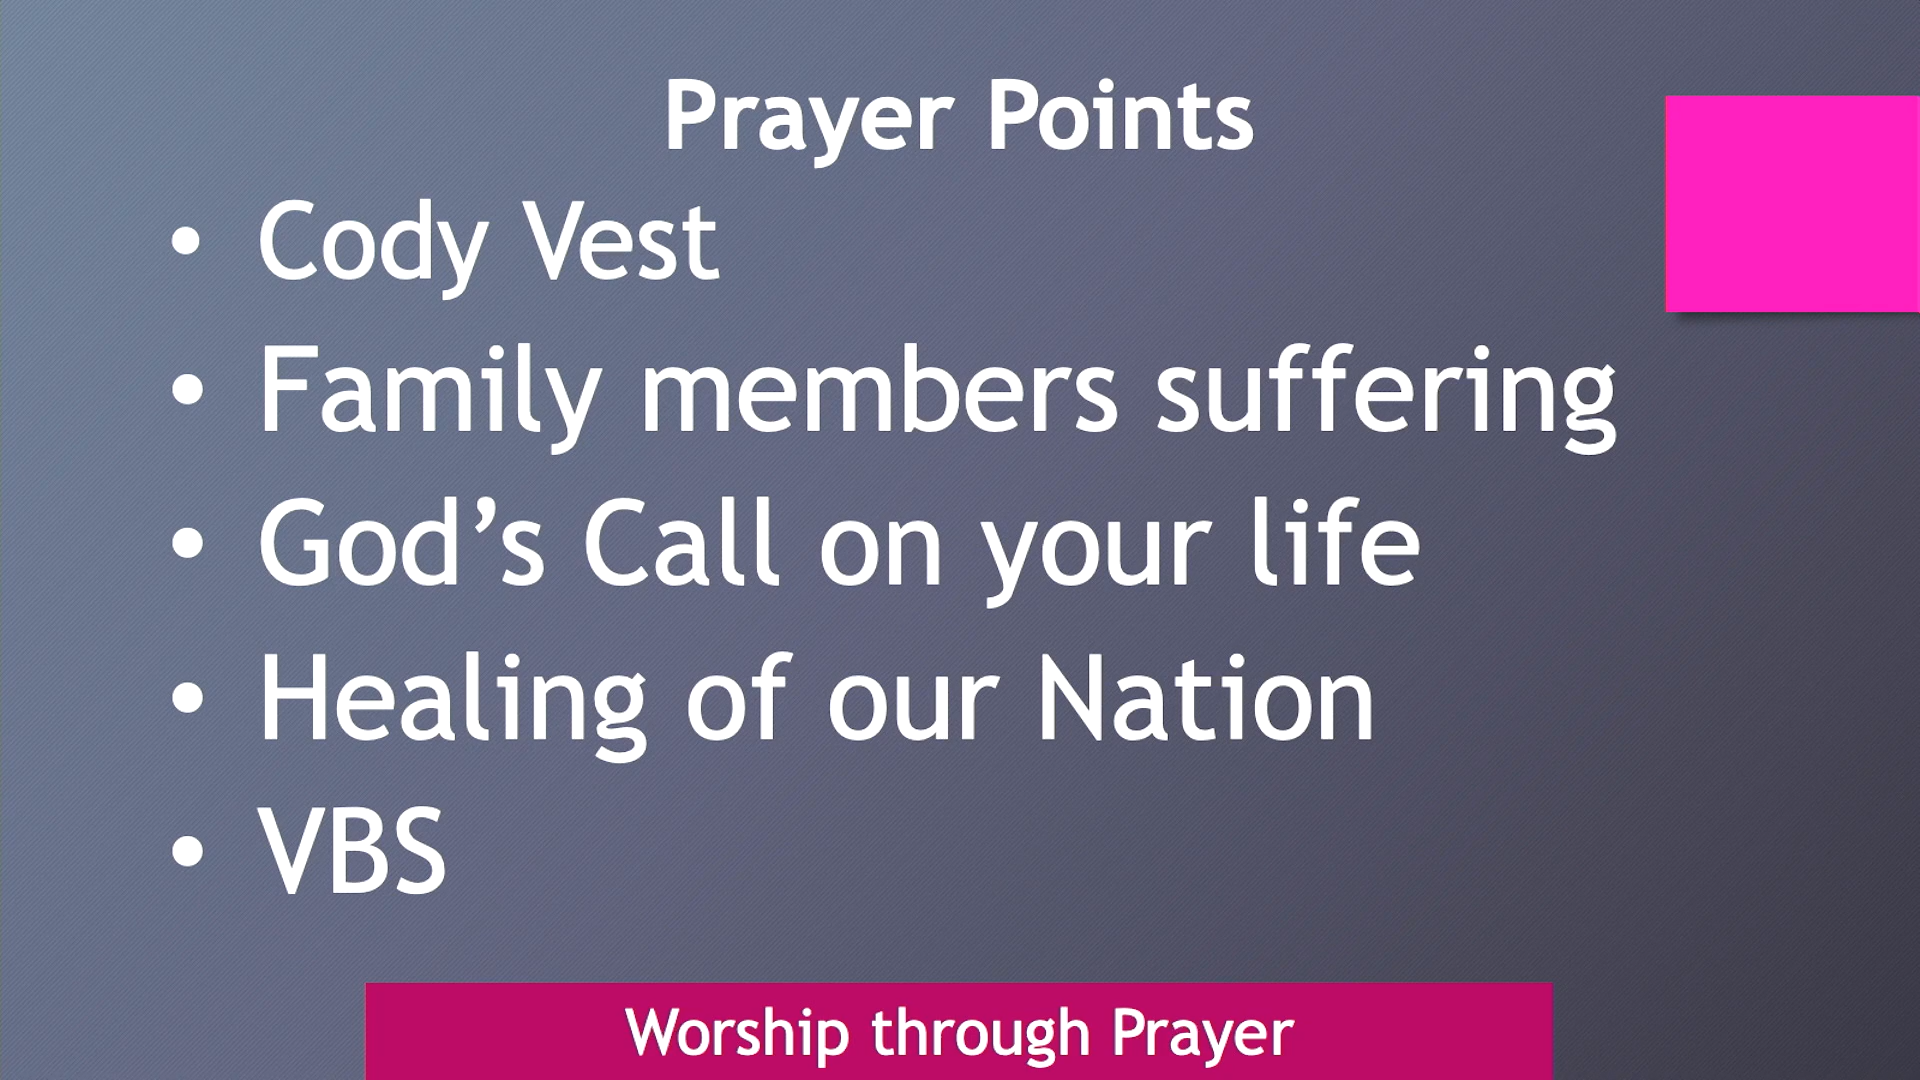 Prayer Points
• Cody Vest
• Family members suffering
• God’s Call on your life
• Healing of our Nation
• VBS
Worship through Prayer